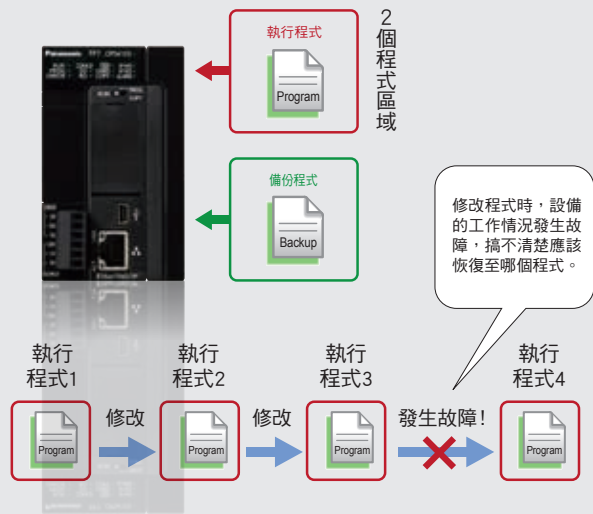 Panasonic
執行程式
Program
2個程式區域
備份程式
Backup
修改程式時，設備
的工作情況發生故
障，搞不清楚應該
恢復至哪個程式。
執行
程式1
執行
程式2
執行
程式3
執行
程式4
修改
修改
發生故障！
Program
Program
Program
Program